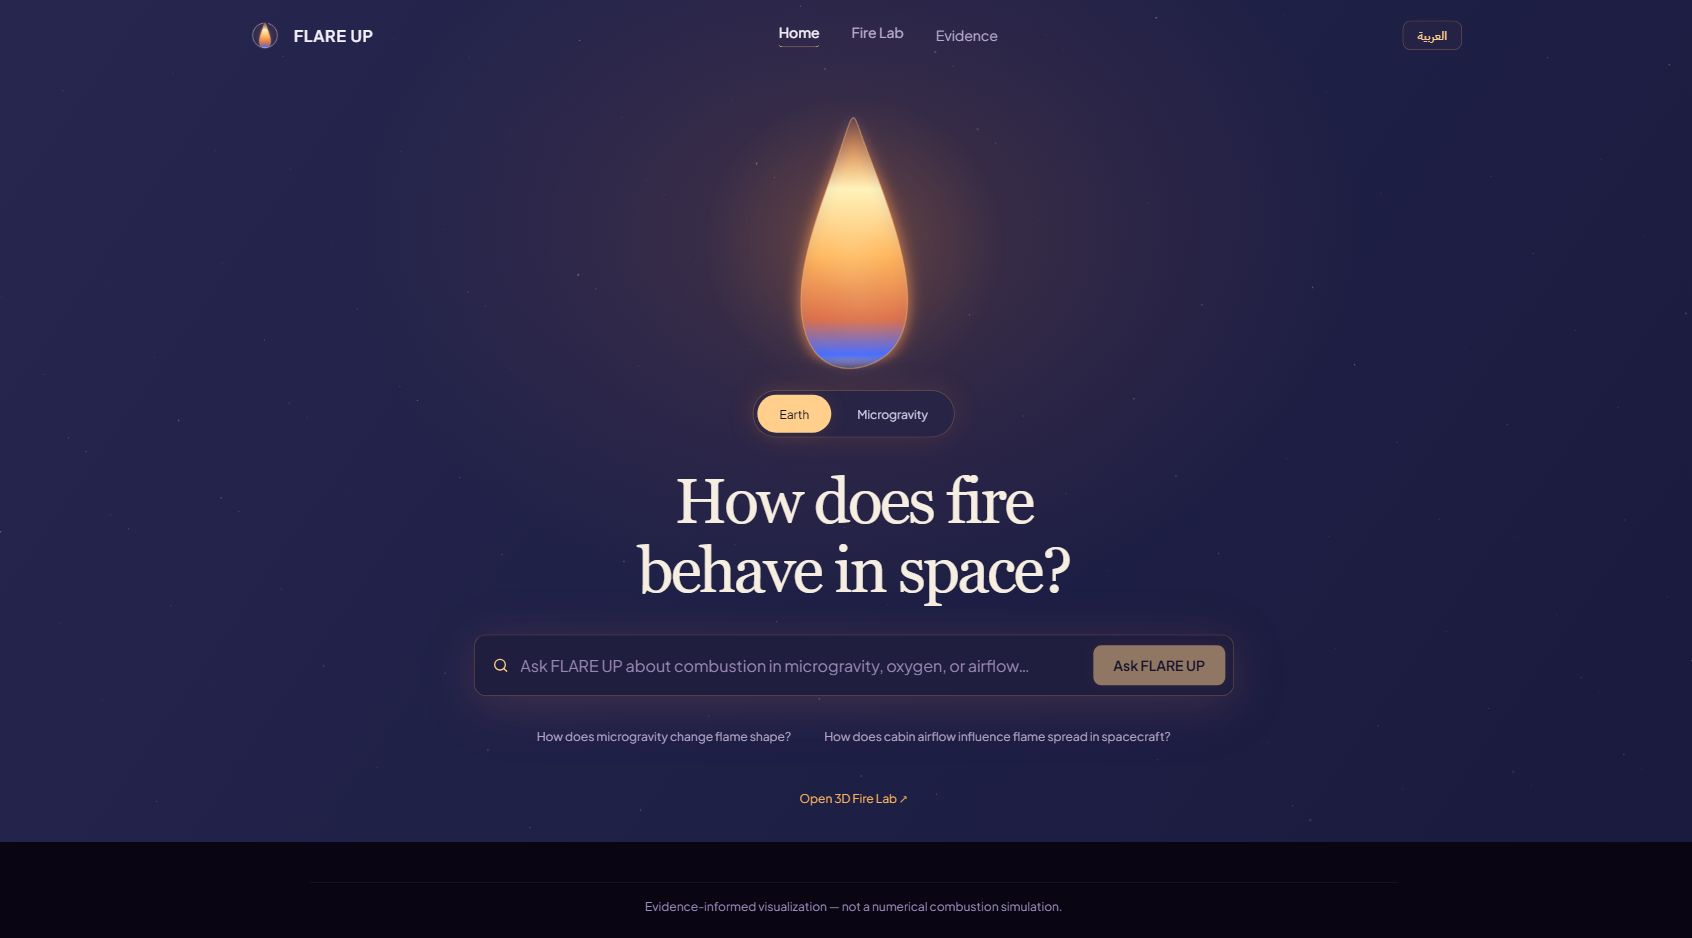 FLARE UP
Home
Fire Lab
Evidence
العربية
Earth
Microgravity
How does fire
behave in space?
Ask FLARE UP about combustion in microgravity, oxygen, or airflow...
Ask FLARE UP
How does microgravity change flame shape?
How does cabin airflow influence flame spread in spacecraft?
Open 3D Fire Lab ↗
Evidence-informed visualization — not a numerical combustion simulation.